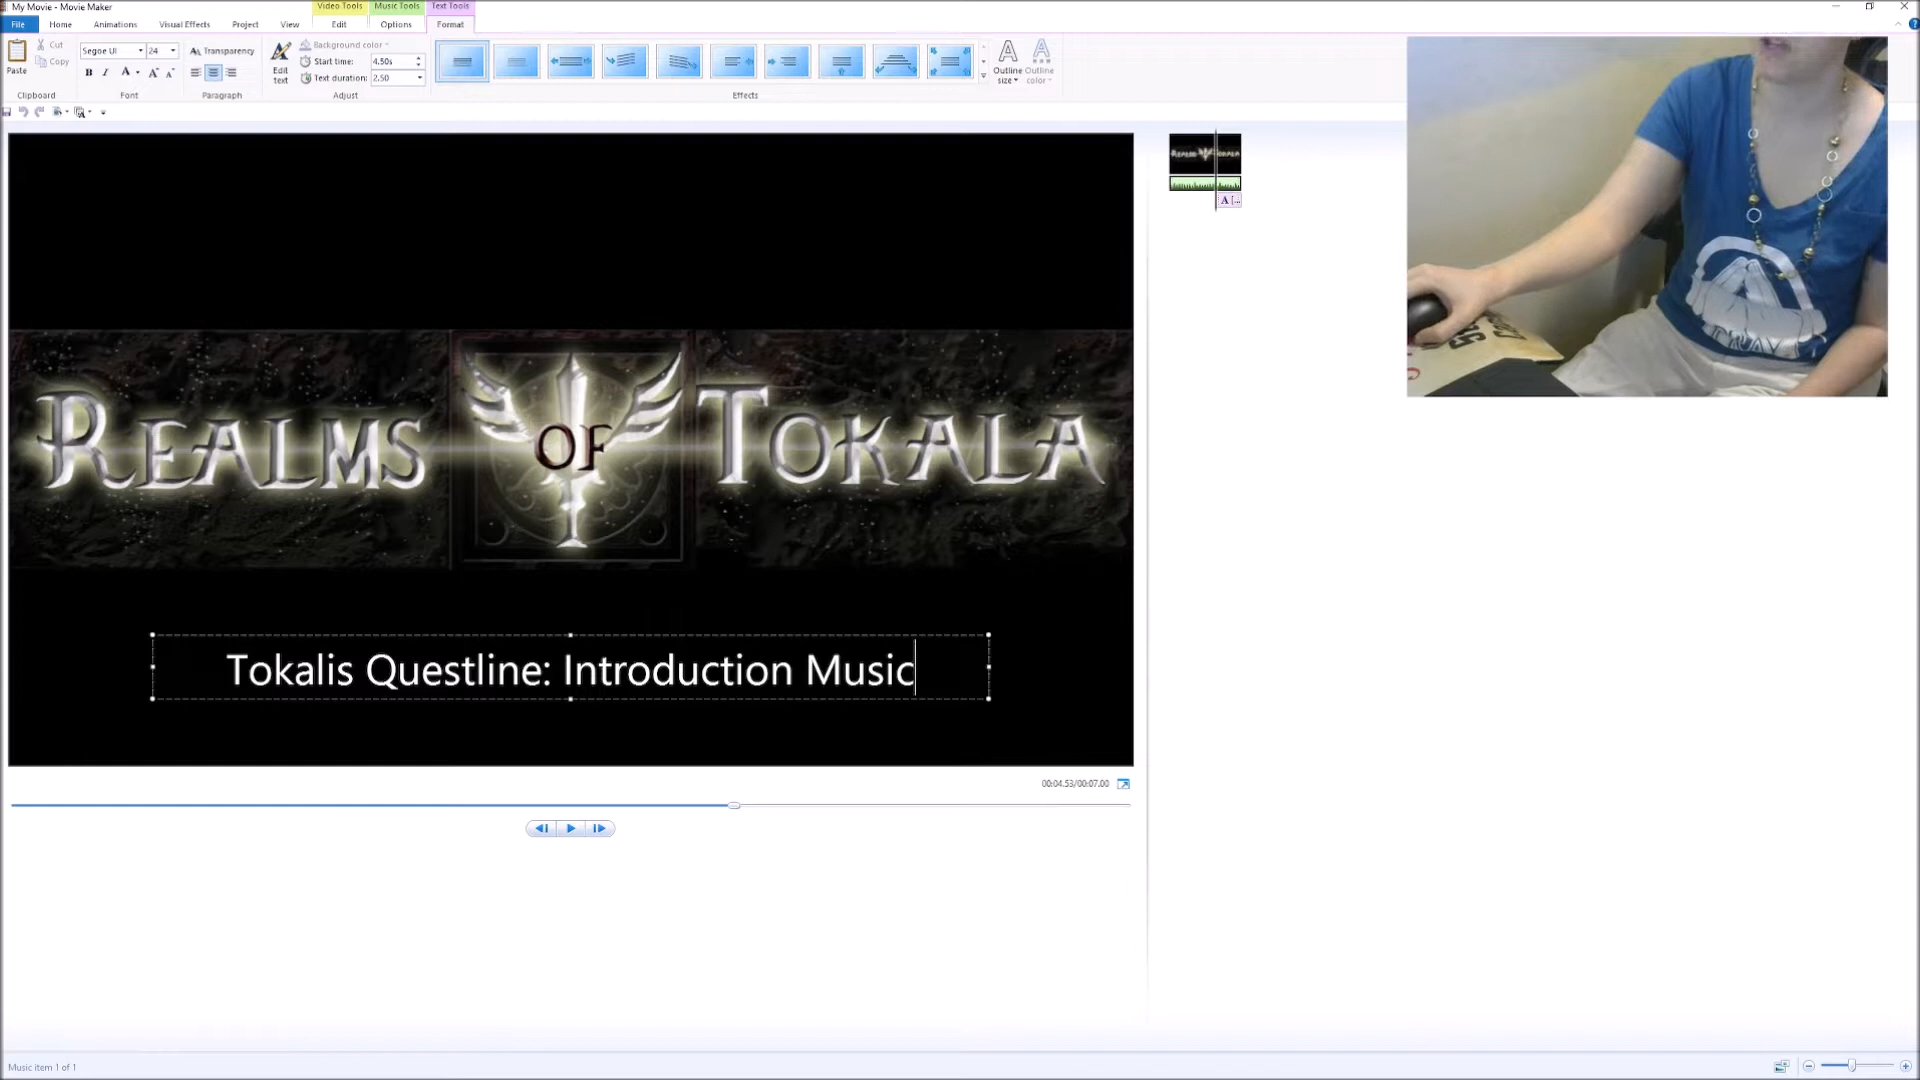 My Movie - Movie Maker
Video Tools
Music Tools
Text Tools
File
Home
Animations
Visual Effects
Project
View
Edit
Options
Format
Paste
Cut
Copy
Clipboard
Segoe UI
24
B I A A A
Font
Transparency
Paragraph
Edit text
Background color
Start time:
4.50s
Text duration:
2.50
Adjust
Effects
Outline size
Outline color
REALMS OF TOKALA
Tokalis Questline: Introduction Music
A [...
00:04.53/00:07.00
Music item 1 of 1